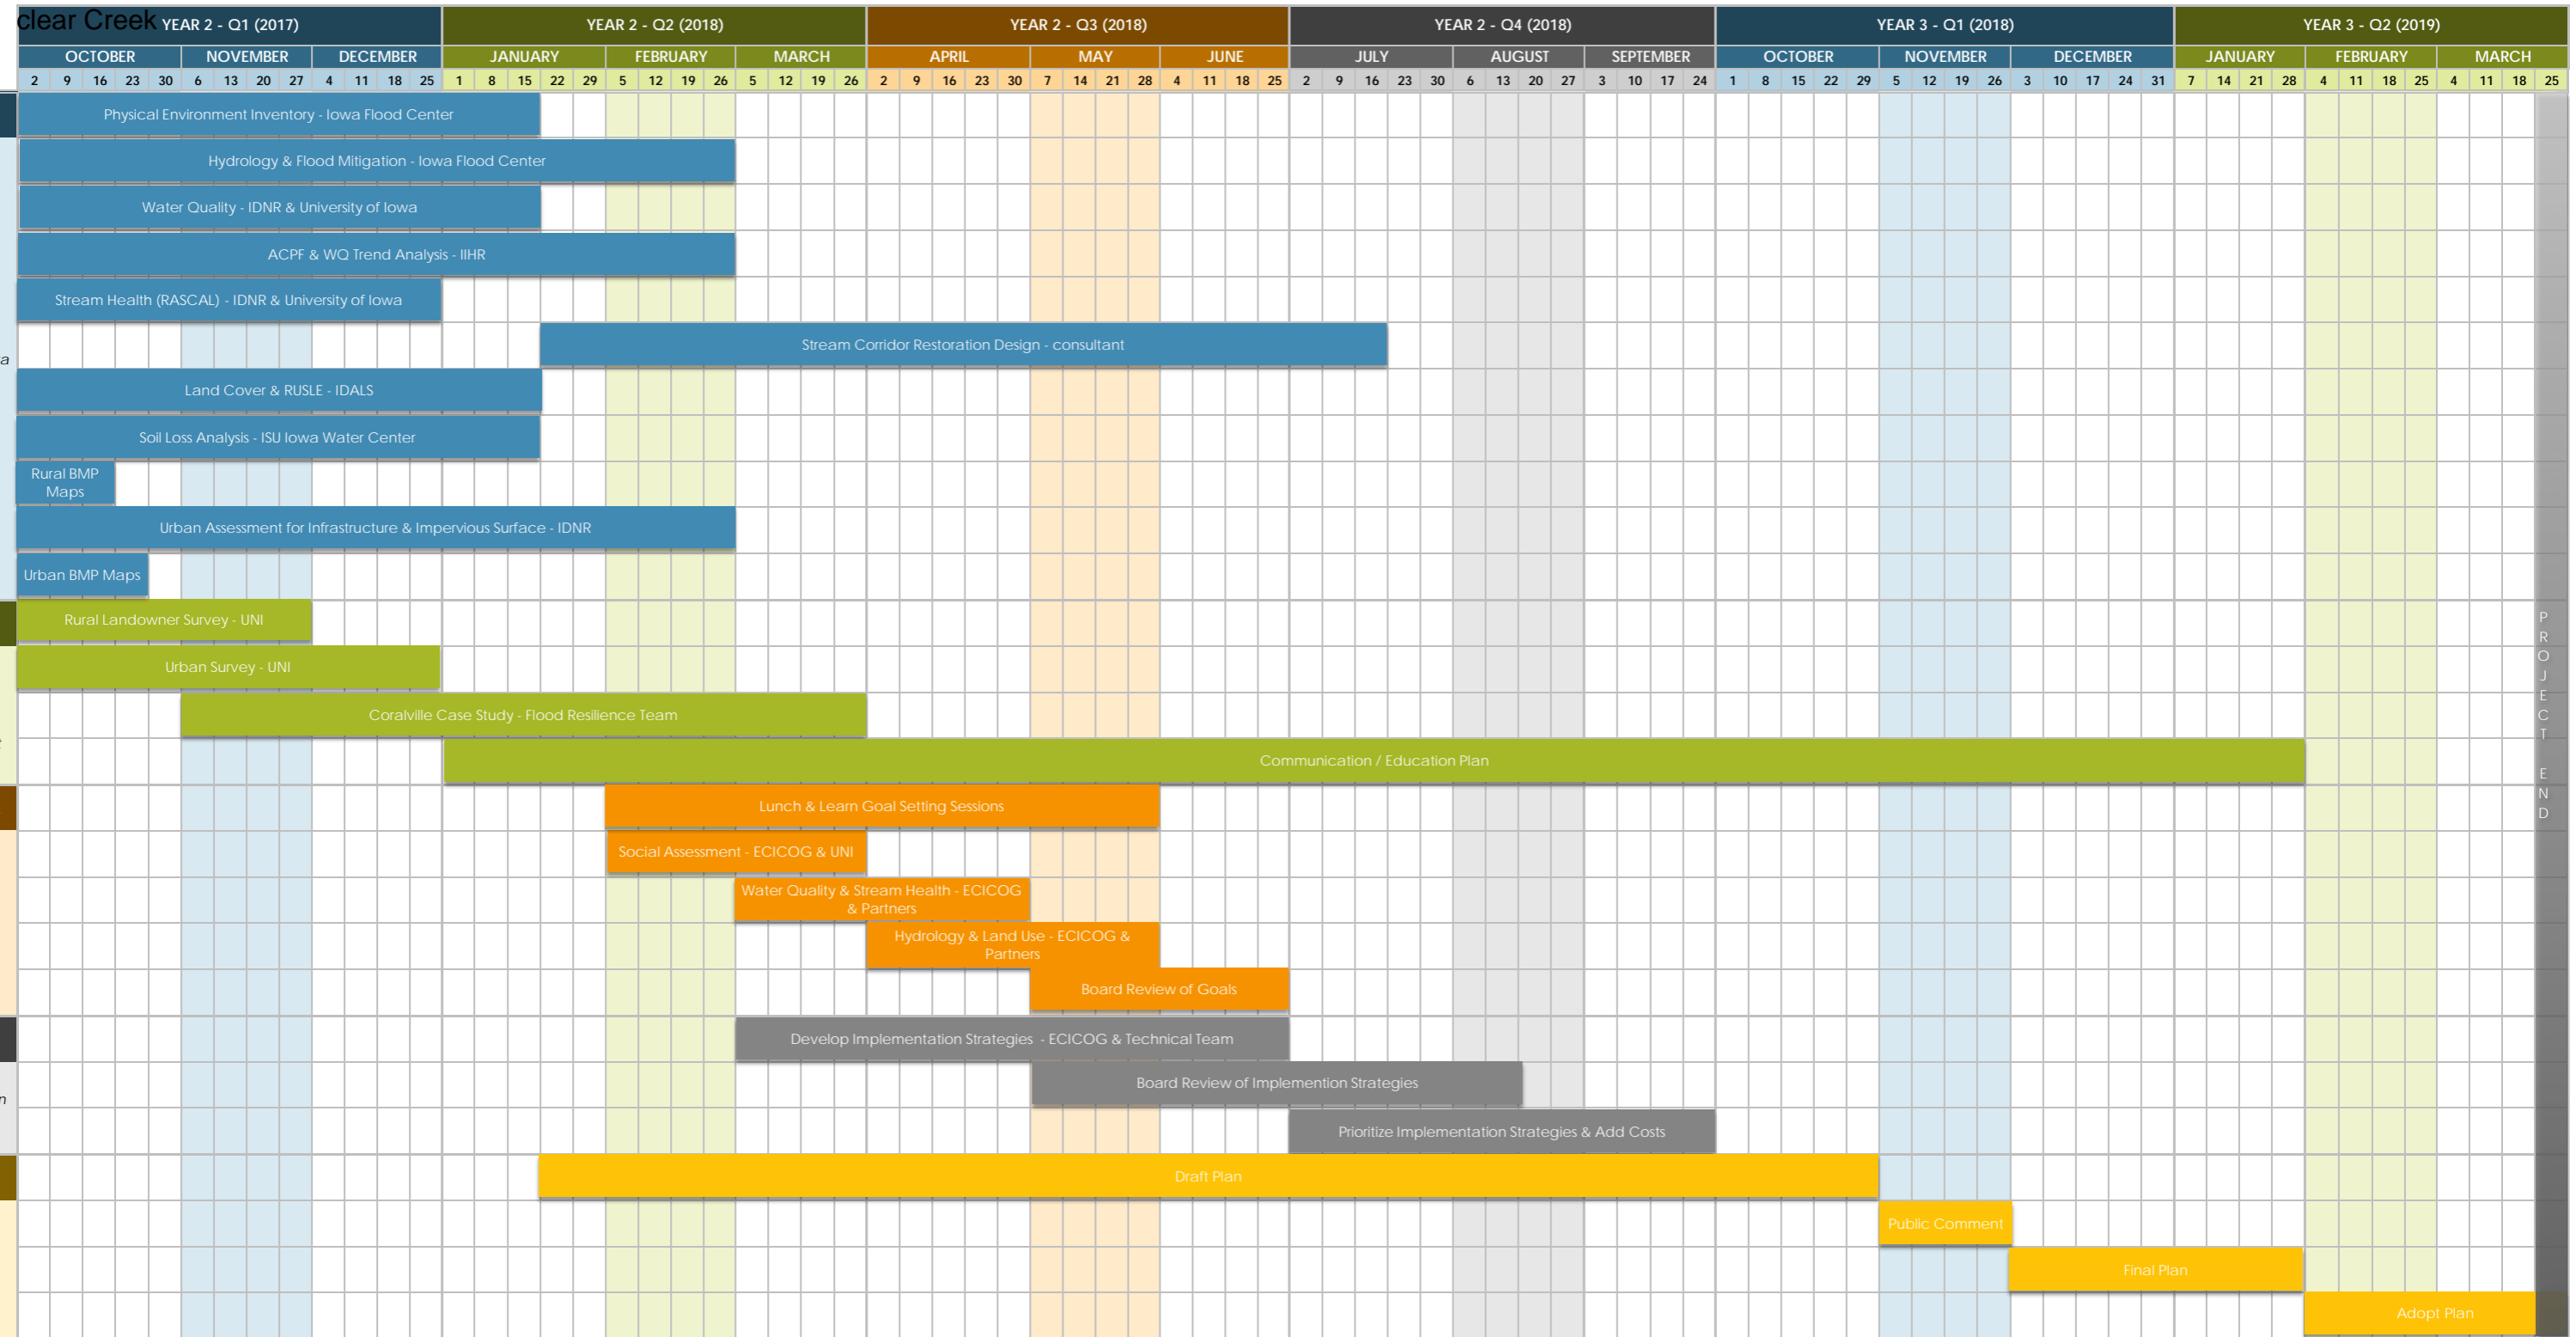 clear Creek
YEAR 2 - Q1 (2017) YEAR 2 - Q2 (2018) YEAR 2 - Q3 (2018) YEAR 2 - Q4 (2018) YEAR 3 - Q1 (2018) YEAR 3 - Q2 (2019)
OCTOBER NOVEMBER DECEMBER JANUARY FEBRUARY MARCH APRIL MAY JUNE JULY AUGUST SEPTEMBER OCTOBER NOVEMBER DECEMBER JANUARY FEBRUARY MARCH
2 9 16 23 30 6 13 20 27 4 11 18 25 1 8 15 22 29 5 12 19 26 5 12 19 26 2 9 16 23 30 7 14 21 28 4 11 18 25 2 9 16 23 30 6 13 20 27 3 10 17 24 1 8 15 22 29 5 12 19 26 3 10 17 24 31 7 14 21 28 4 11 18 25 4 11 18 25
Physical Environment Inventory - Iowa Flood Center
Hydrology & Flood Mitigation - Iowa Flood Center
Water Quality - IDNR & University of Iowa
ACPF & WQ Trend Analysis - IIHR
Stream Health (RASCAL) - IDNR & University of Iowa
Stream Corridor Restoration Design - consultant
a
Land Cover & RUSLE - IDALS
Soil Loss Analysis - ISU Iowa Water Center
Rural BMP
Maps
Urban Assessment for Infrastructure & Impervious Surface - IDNR
Urban BMP Maps
Rural Landowner Survey - UNI
Urban Survey - UNI
Coralville Case Study - Flood Resilience Team
Communication / Education Plan
PROJECT END
Lunch & Learn Goal Setting Sessions
Social Assessment - ECICOG & UNI
Water Quality & Stream Health - ECICOG
& Partners
Hydrology & Land Use - ECICOG &
Partners
Board Review of Goals
Develop Implementation Strategies - ECICOG & Technical Team
Board Review of Implemention Strategies
n
Prioritize Implementation Strategies & Add Costs
Draft Plan
Public Comment
Final Plan
Adopt Plan